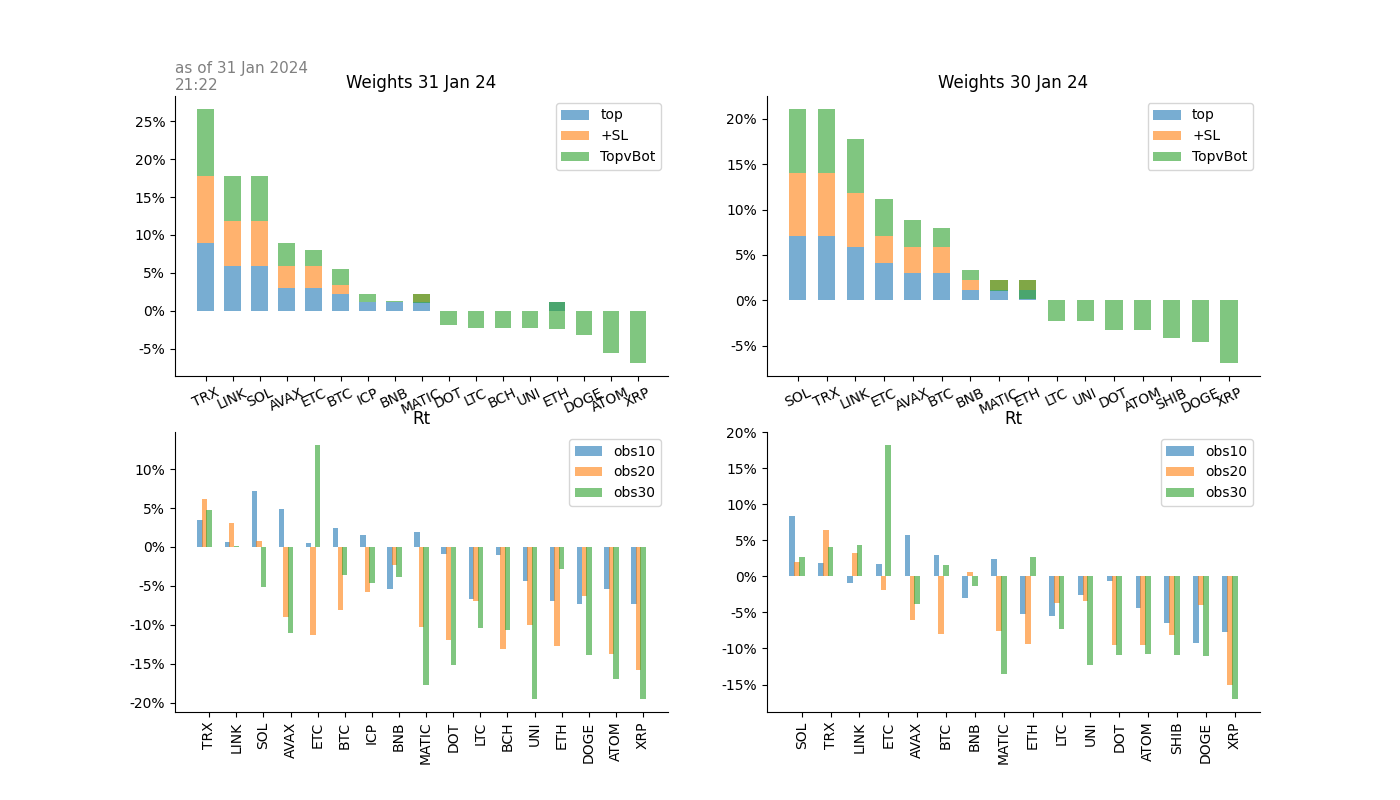 as of 31 Jan 2024
21:22
Weights 31 Jan 24
25%
20%
15%
10%
5%
0%
-5%
top
+SL
TopvBot
TRX LINK SOL AVAX ETC BTC ICP BNB MATIC DOT LTC BCH UNI ETH DOGE ATOM XRP
Weights 30 Jan 24
20%
15%
10%
5%
0%
-5%
top
+SL
TopvBot
SOL TRX LINK ETC AVAX BTC BNB MATIC ETH LTC UNI DOT ATOM SHIB DOGE XRP
Rt
10%
5%
0%
-5%
-10%
-15%
-20%
obs10
obs20
obs30
TRX LINK SOL AVAX ETC BTC ICP BNB MATIC DOT LTC BCH UNI ETH DOGE ATOM XRP
Rt
20%
15%
10%
5%
0%
-5%
-10%
-15%
obs10
obs20
obs30
SOL TRX LINK ETC AVAX BTC BNB MATIC ETH LTC UNI DOT ATOM SHIB DOGE XRP